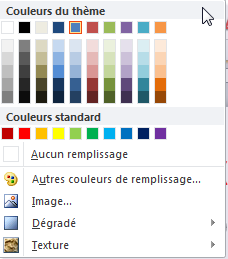 Couleurs du thème
Couleurs standard
Aucun remplissage
Autres couleurs de remplissage...
Image...
Dégradé
Texture